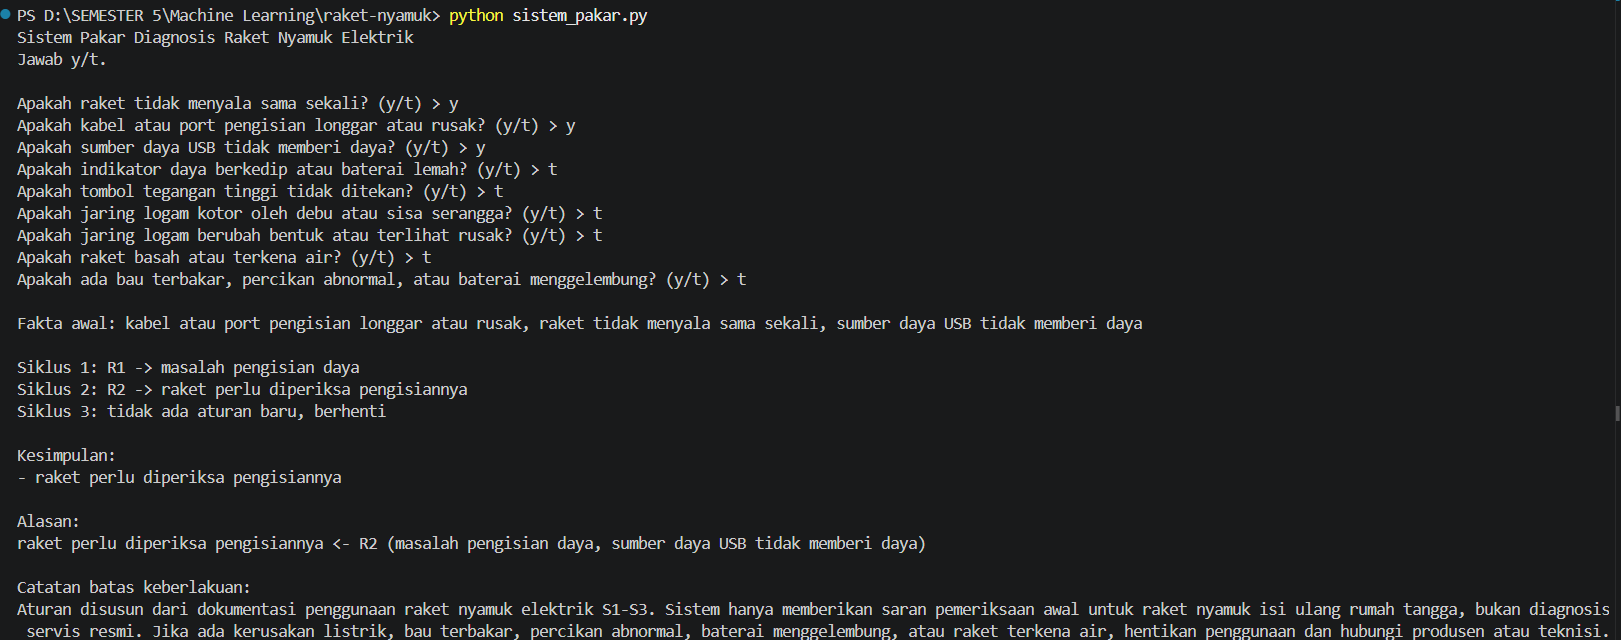 PS D:\SEMESTER 5\Machine Learning\raket-nyamuk> python sistem_pakar.py
Sistem Pakar Diagnosis Raket Nyamuk Elektrik
Jawab y/t.

Apakah raket tidak menyala sama sekali? (y/t) > y
Apakah kabel atau port pengisian longgar atau rusak? (y/t) > y
Apakah sumber daya USB tidak memberi daya? (y/t) > y
Apakah indikator daya berkedip atau baterai lemah? (y/t) > t
Apakah tombol tegangan tinggi tidak ditekan? (y/t) > t
Apakah jaring logam kotor oleh debu atau sisa serangga? (y/t) > t
Apakah jaring logam berubah bentuk atau terlihat rusak? (y/t) > t
Apakah raket basah atau terkena air? (y/t) > t
Apakah ada bau terbakar, percikan abnormal, atau baterai menggelembung? (y/t) > t

Fakta awal: kabel atau port pengisian longgar atau rusak, raket tidak menyala sama sekali, sumber daya USB tidak memberi daya

Siklus 1: R1 -> masalah pengisian daya
Siklus 2: R2 -> raket perlu diperiksa pengisiannya
Siklus 3: tidak ada aturan baru, berhenti

Kesimpulan:
- raket perlu diperiksa pengisiannya

Alasan:
raket perlu diperiksa pengisiannya <- R2 (masalah pengisian daya, sumber daya USB tidak memberi daya)

Catatan batas keberlakuan:
Aturan disusun dari dokumentasi penggunaan raket nyamuk elektrik S1-S3. Sistem hanya memberikan saran pemeriksaan awal untuk raket nyamuk isi ulang rumah tangga, bukan diagnosis
servis resmi. Jika ada kerusakan listrik, bau terbakar, percikan abnormal, baterai menggelembung, atau raket terkena air, hentikan penggunaan dan hubungi produsen atau teknisi.